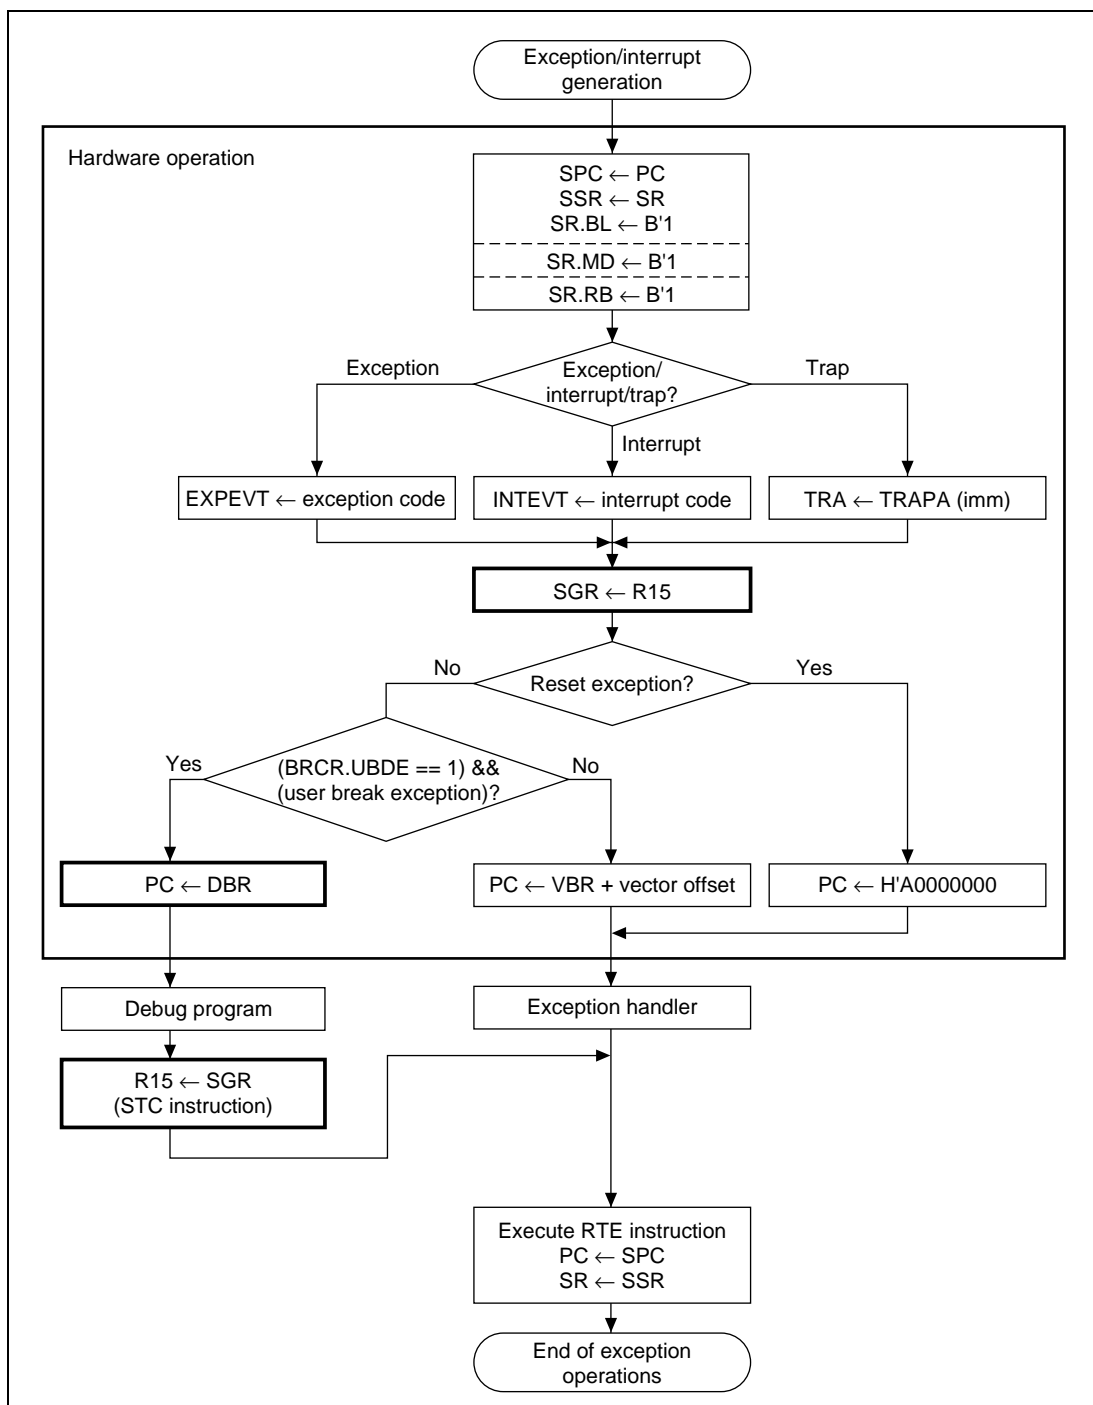 Exception/interrupt
generation
Hardware operation
SPC ← PC
SSR ← SR
SR.BL ← B'1
SR.MD ← B'1
SR.RB ← B'1
Exception
Exception/
interrupt/trap?
Trap
Interrupt
EXPEVT ← exception code
INTEVT ← interrupt code
TRA ← TRAPA (imm)
SGR ← R15
No
Reset exception?
Yes
Yes
(BRCR.UBDE == 1) &&
(user break exception)?
No
PC ← DBR
PC ← VBR + vector offset
PC ← H'A0000000
Debug program
Exception handler
R15 ← SGR
(STC instruction)
Execute RTE instruction
PC ← SPC
SR ← SSR
End of exception
operations